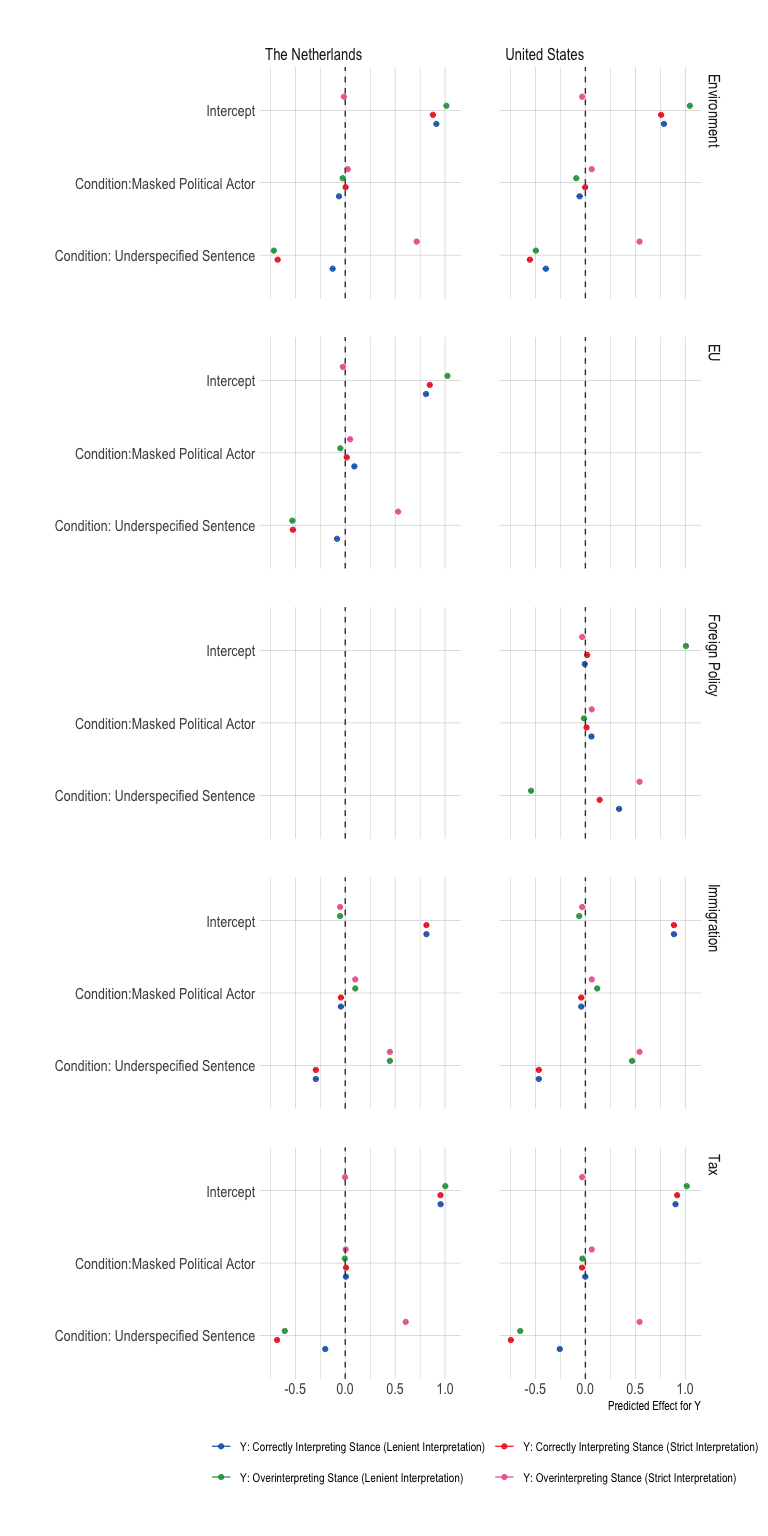 The Netherlands United States
Environment
Intercept
Condition:Masked Political Actor
Condition: Underspecified Sentence
EU
Intercept
Condition:Masked Political Actor
Condition: Underspecified Sentence
Foreign Policy
Intercept
Condition:Masked Political Actor
Condition: Underspecified Sentence
Immigration
Intercept
Condition:Masked Political Actor
Condition: Underspecified Sentence
Tax
Intercept
Condition:Masked Political Actor
Condition: Underspecified Sentence
-0.5 0.0 0.5 1.0 -0.5 0.0 0.5 1.0
Predicted Effect for Y
Y: Correctly Interpreting Stance (Lenient Interpretation) Y: Correctly Interpreting Stance (Strict Interpretation)
Y: Overinterpreting Stance (Lenient Interpretation) Y: Overinterpreting Stance (Strict Interpretation)